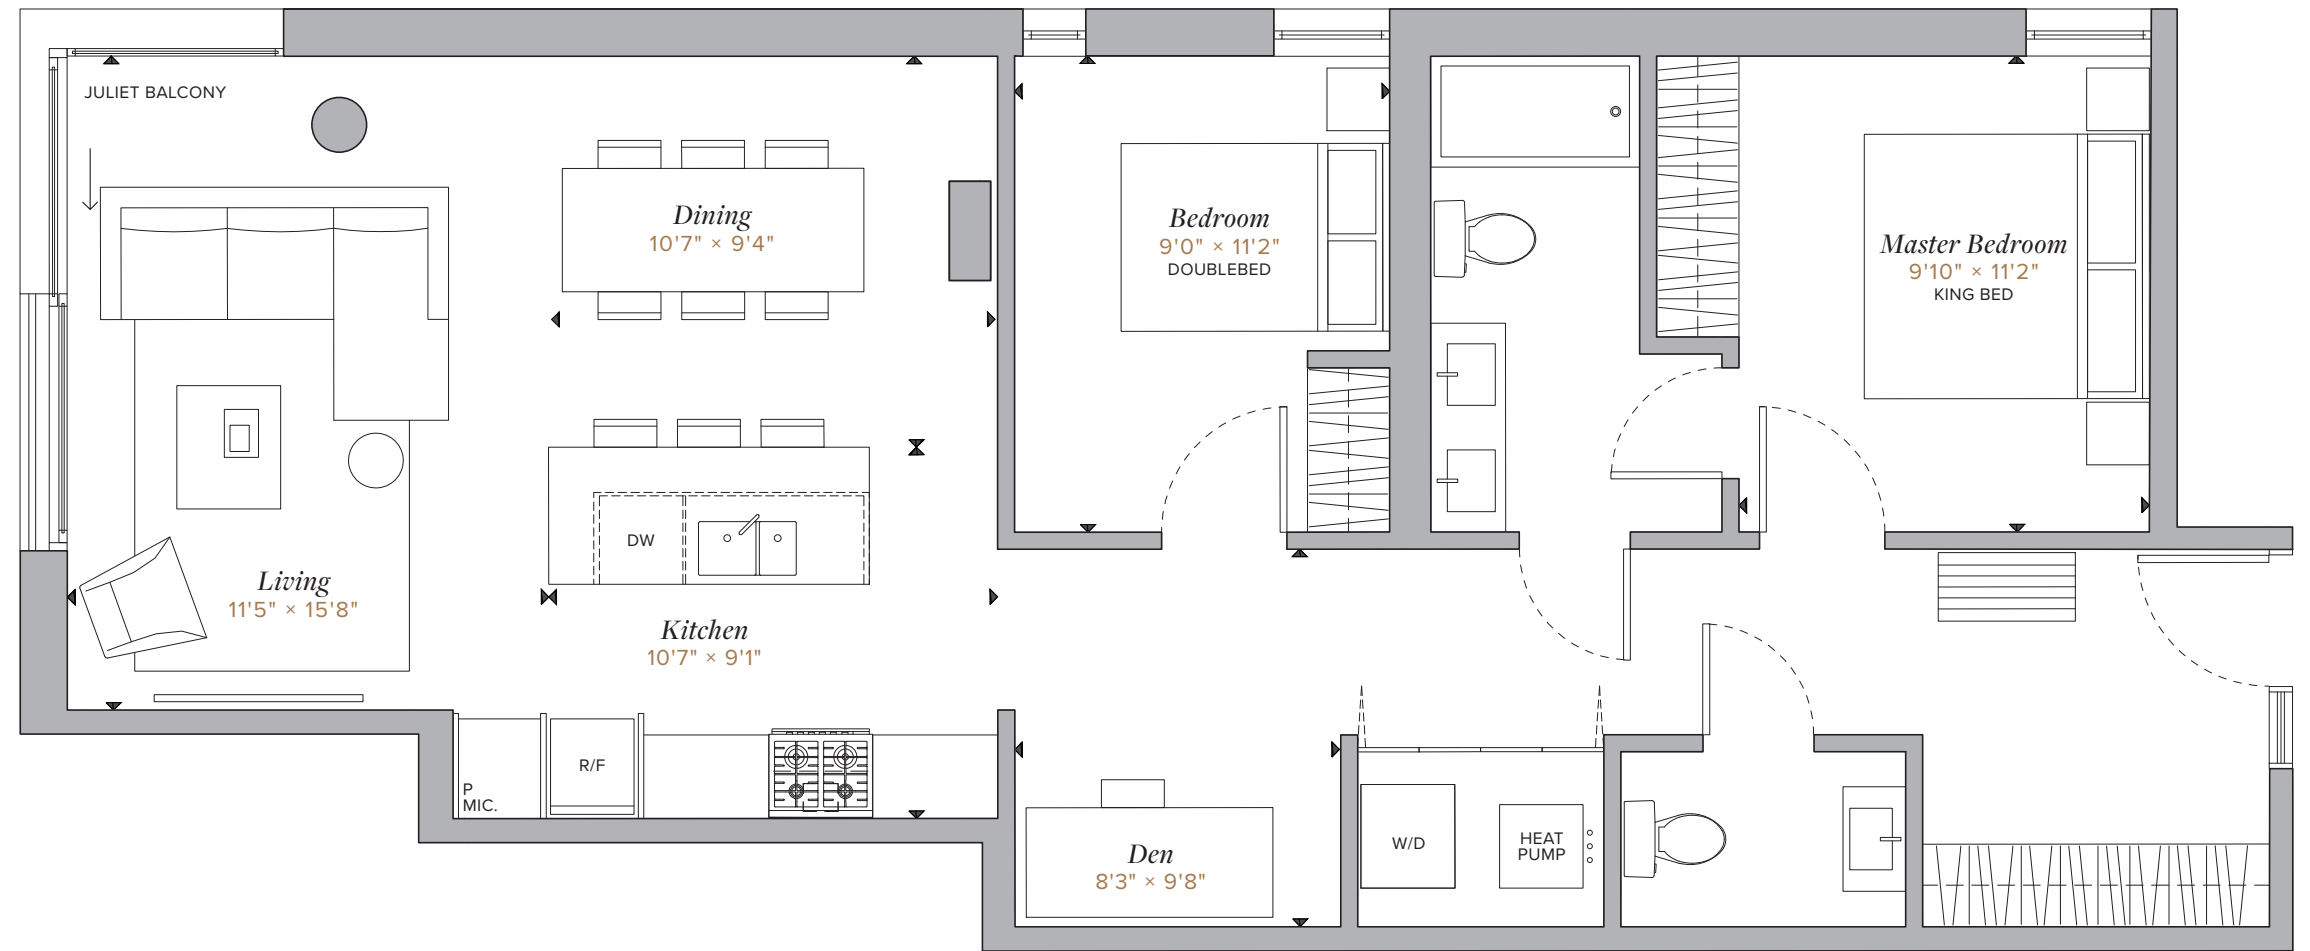 JULIET BALCONY
Dining
10'7" × 9'4"
Bedroom
9'0" × 11'2"
DOUBLEBED
Master Bedroom
9'10" × 11'2"
KING BED
DW
Living
11'5" × 15'8"
Kitchen
10'7" × 9'1"
P
MIC.
R/F
Den
8'3" × 9'8"
W/D
HEAT
PUMP